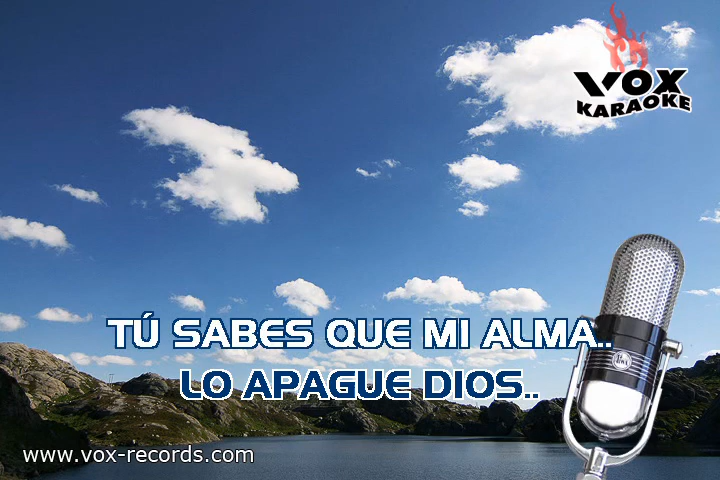 VOX
KARAOKE
TÚ SABES QUE MI ALMA..
LO APAGUE DIOS..
www.vox-records.com